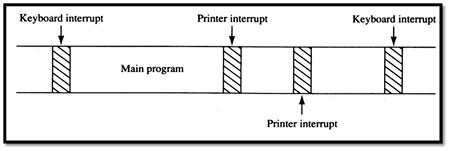 Keyboard interrupt
Printer interrupt
Keyboard interrupt
Main program
Printer interrupt